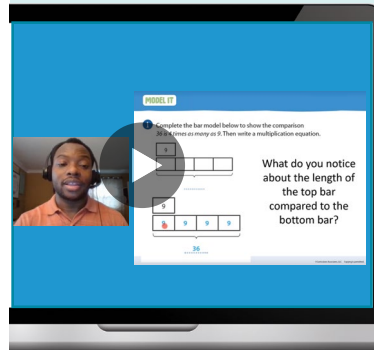 MODEL IT
Complete the bar model below to show the comparison
36 is 4 times as many as 9. Then write a multiplication equation.
9
9
9 9 9 9
36
What do you notice
about the length of
the top bar
compared to the
bottom bar?